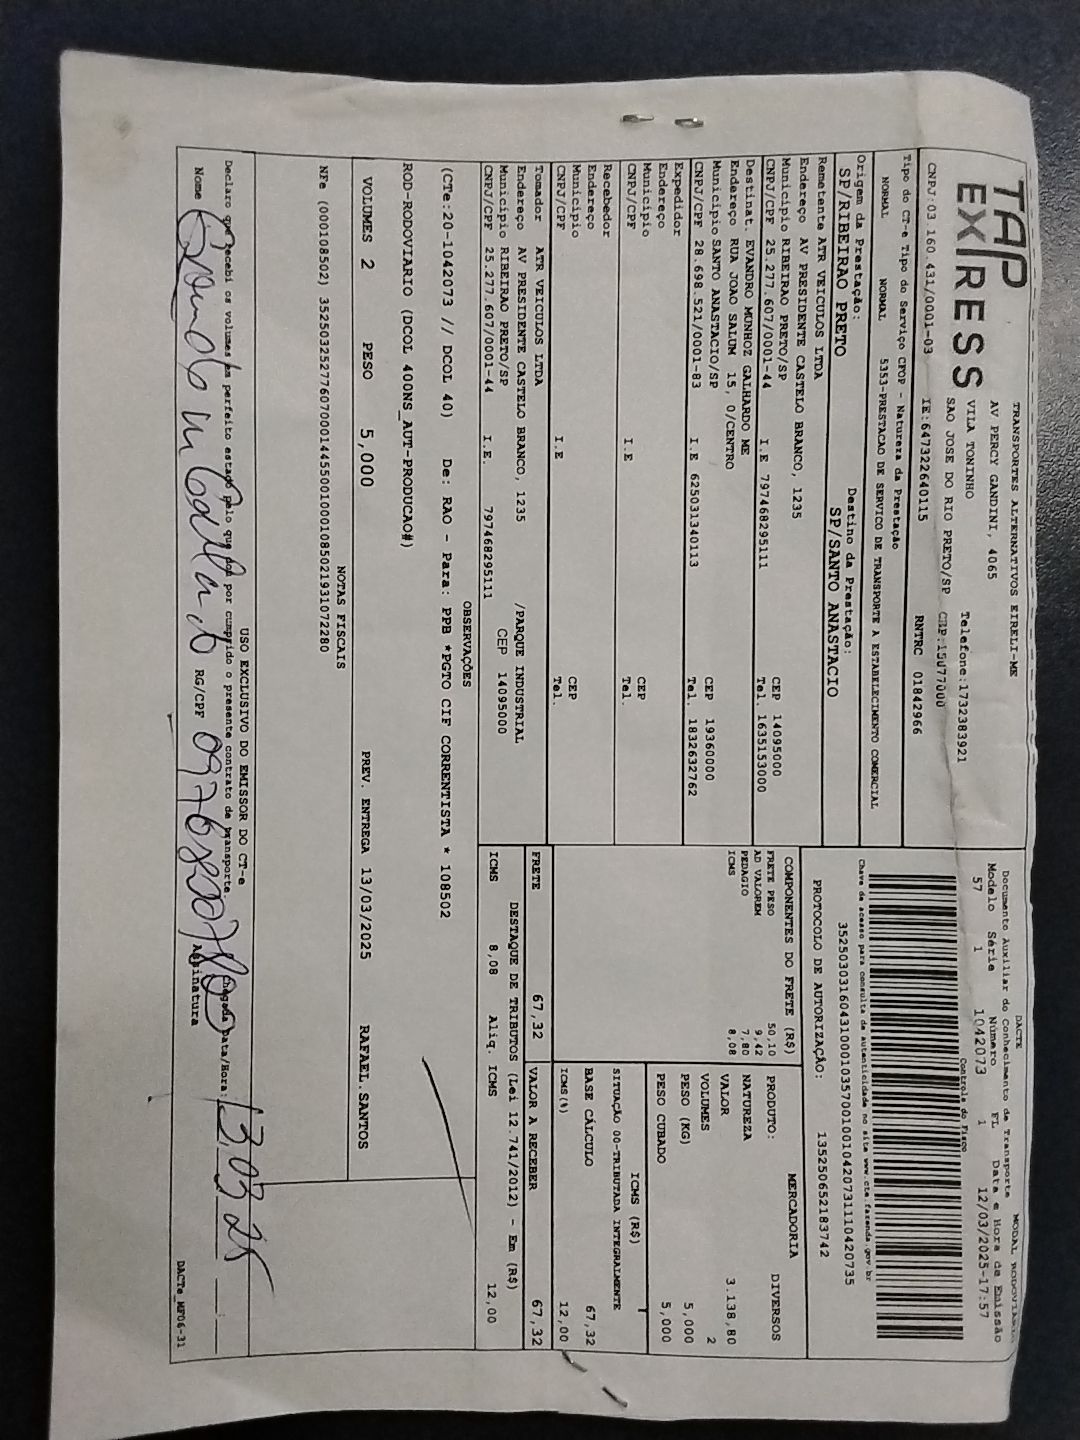 TAP EXPRESS
TRANSPORTES ALTERNATIVOS EIRELI-ME
AV PERCY GANDINI, 4065
VILA TONINHO
SAO JOSE DO RIO PRETO/SP
Telefone:1732383921
CEP:15077000
CNPJ:03 160.431/0001-03 IE:647322640115 RNTRC 01842966
DACTE MODAL RODOVIARIO
Documento Auxiliar do Conhecimento de Transporte
Modelo Série Número FL Data e Hora de Emissão
57 1 1042073 1 12/03/2025-17:57
Controle do Fisco
Chave de acesso para consulta de autenticidade no site www.cte.fazenda.gov.br
35250303160431000103570010010420731110420735
PROTOCOLO DE AUTORIZAÇÃO: 135250652183742
Tipo do CT-e Tipo do Serviço CFOP - Natureza da Prestação
NORMAL NORMAL 5353-PRESTACAO DE SERVICO DE TRANSPORTE A ESTABELECIMENTO COMERCIAL
Origem da Prestação: Destino da Prestação:
SP/RIBEIRAO PRETO SP/SANTO ANASTACIO
Remetente ATR VEICULOS LTDA
Endereço AV PRESIDENTE CASTELO BRANCO, 1235
Município RIBEIRAO PRETO/SP CEP 14095000
CNPJ/CPF 25.277.607/0001-44 I.E 797468295111 Tel. 1635153000
Destinat. EVANDRO MUNHOZ GALHARDO ME
Endereço RUA JOAO SALUM 15, 0/CENTRO
Município SANTO ANASTACIO/SP CEP 19360000
CNPJ/CPF 28.698.521/0001-83 I.E 625031340113 Tel. 1832632762
Expedidor
Endereço
Município CEP
CNPJ/CPF I.E Tel.
Recebedor
Endereço
Município CEP
CNPJ/CPF I.E Tel.
Tomador ATR VEICULOS LTDA
Endereço AV PRESIDENTE CASTELO BRANCO, 1235 /PARQUE INDUSTRIAL
Município RIBEIRAO PRETO/SP CEP 14095000
CNPJ/CPF 25.277.607/0001-44 I.E. 797468295111
COMPONENTES DO FRETE (R$)
FRETE PESO 50,10
AD VALOREM 9,42
PEDAGIO 7,80
ICMS 8,08
MERCADORIA
PRODUTO: DIVERSOS
NATUREZA
VALOR 3.138,80
VOLUMES 2
PESO (KG) 5,000
PESO CUBADO 5,000
ICMS (R$)
SITUAÇÃO 00-TRIBUTADA INTEGRALMENTE
BASE CÁLCULO 67,32
ICMS(%) 12,00
FRETE 67,32 VALOR A RECEBER 67,32
DESTAQUE DE TRIBUTOS (Lei 12.741/2012) - Em (R$)
ICMS 8,08 Aliq. ICMS 12,00
OBSERVAÇÕES
(CTe:20-1042073 // DCOL 40) De: RAO - Para: PPB *PGTO CIF CORRENTISTA * 108502
ROD-RODOVIARIO (DCOL 400NS_AUT-PRODUCAO#)
VOLUMES 2 PESO 5,000 PREV. ENTREGA 13/03/2025 RAFAEL.SANTOS
NOTAS FISCAIS
NFe (000108502) 35250325277607000144550010001085021931072280
USO EXCLUSIVO DO EMISSOR DO CT-e
Declaro que recebi os volumes em perfeito estado pelo que dou por cumprido o presente contrato de transporte. Chegada Data/Hora: 13 03 25
Nome RG/CPF Assinatura
DACTe_MF06-31